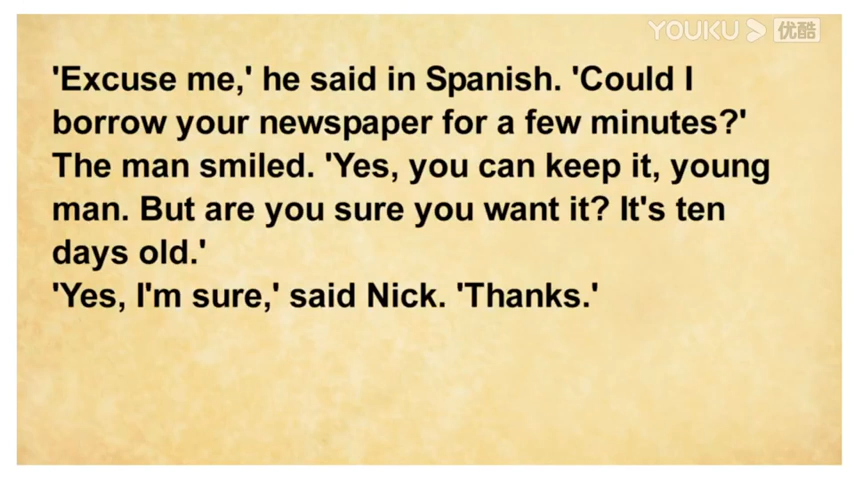 YOUKU 优酷
'Excuse me,' he said in Spanish. 'Could I
borrow your newspaper for a few minutes?'
The man smiled. 'Yes, you can keep it, young
man. But are you sure you want it? It's ten
days old.'
'Yes, I'm sure,' said Nick. 'Thanks.'